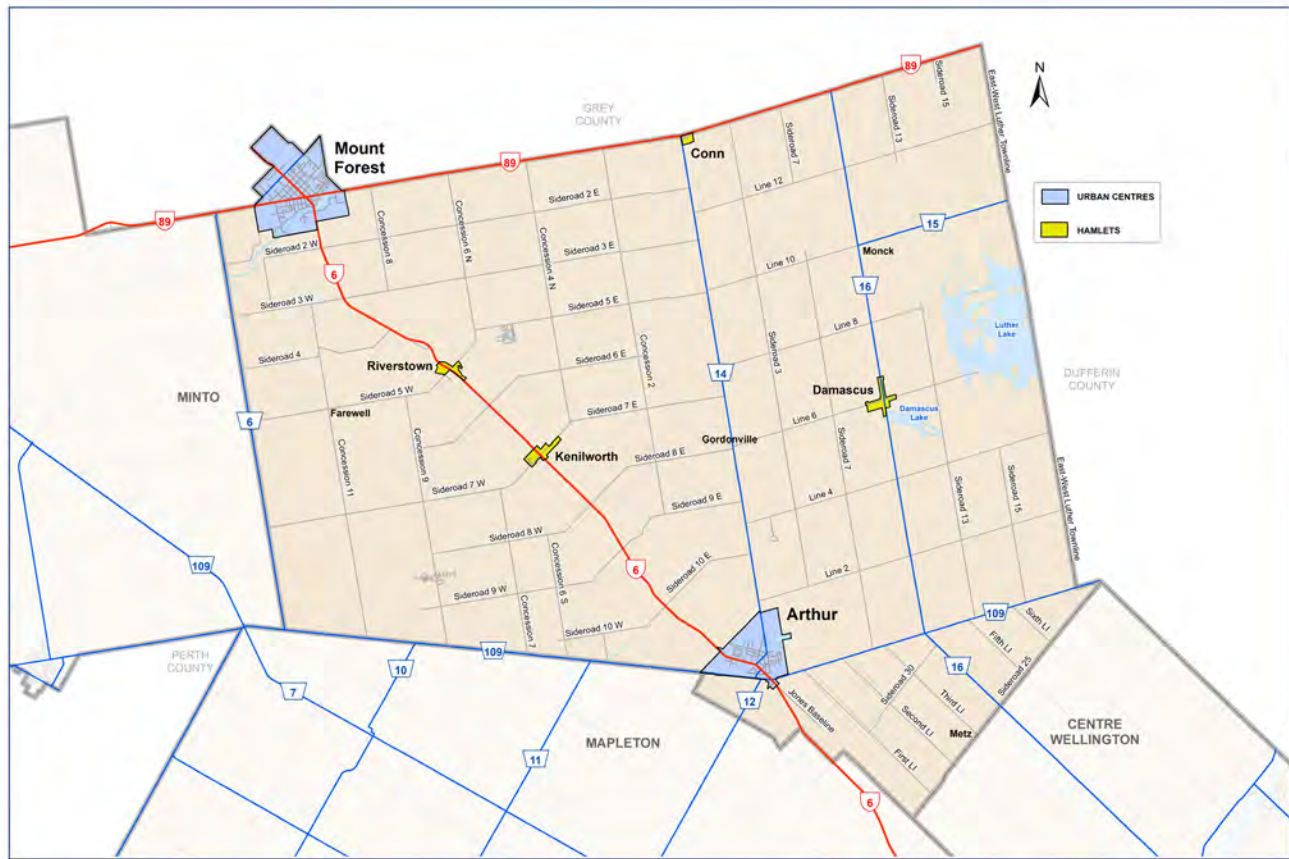 89
Sideroad 15
N
East-West Luther Townline
GREY
COUNTY
Sideroad 13
URBAN CENTRES
HAMLETS
Mount
Forest
Conn
Sideroad 7
89
Line 12
Sideroad 2 E
89
Concession 8
Concession 6 N
Concession 4 N
15
Sideroad 2 W
Sideroad 3 E
Monck
6
Line 10
16
Sideroad 3 W
Sideroad 5 E
Line 8
Luther
Lake
Sideroad 4
Sideroad 6 E
Concession 2
Sideroad 3
Riverstown
14
DUFFERIN
COUNTY
MINTO
Sideroad 5 W
Damascus
Farewell
6
Sideroad 7 E
Line 6
Damascus
Lake
Gordonville
Kenilworth
Concession 11
Concession 9
Sideroad 8 E
Sideroad 7
Sideroad 7 W
Line 4
Sideroad 9 E
Sideroad 13
Sideroad 15
East-West Luther Townline
Sideroad 8 W
109
6
Sideroad 10 E
Line 2
Sideroad 9 W
Concession 6 S
Concession 7
Arthur
109
Sideroad 10 W
Sixth LI
Fifth LI
109
PERTH
COUNTY
10
16
Sideroad 25
Sideroad 30
7
12
Jones Baseline
Third LI
Second LI
Metz
CENTRE
WELLINGTON
MAPLETON
11
First LI
6